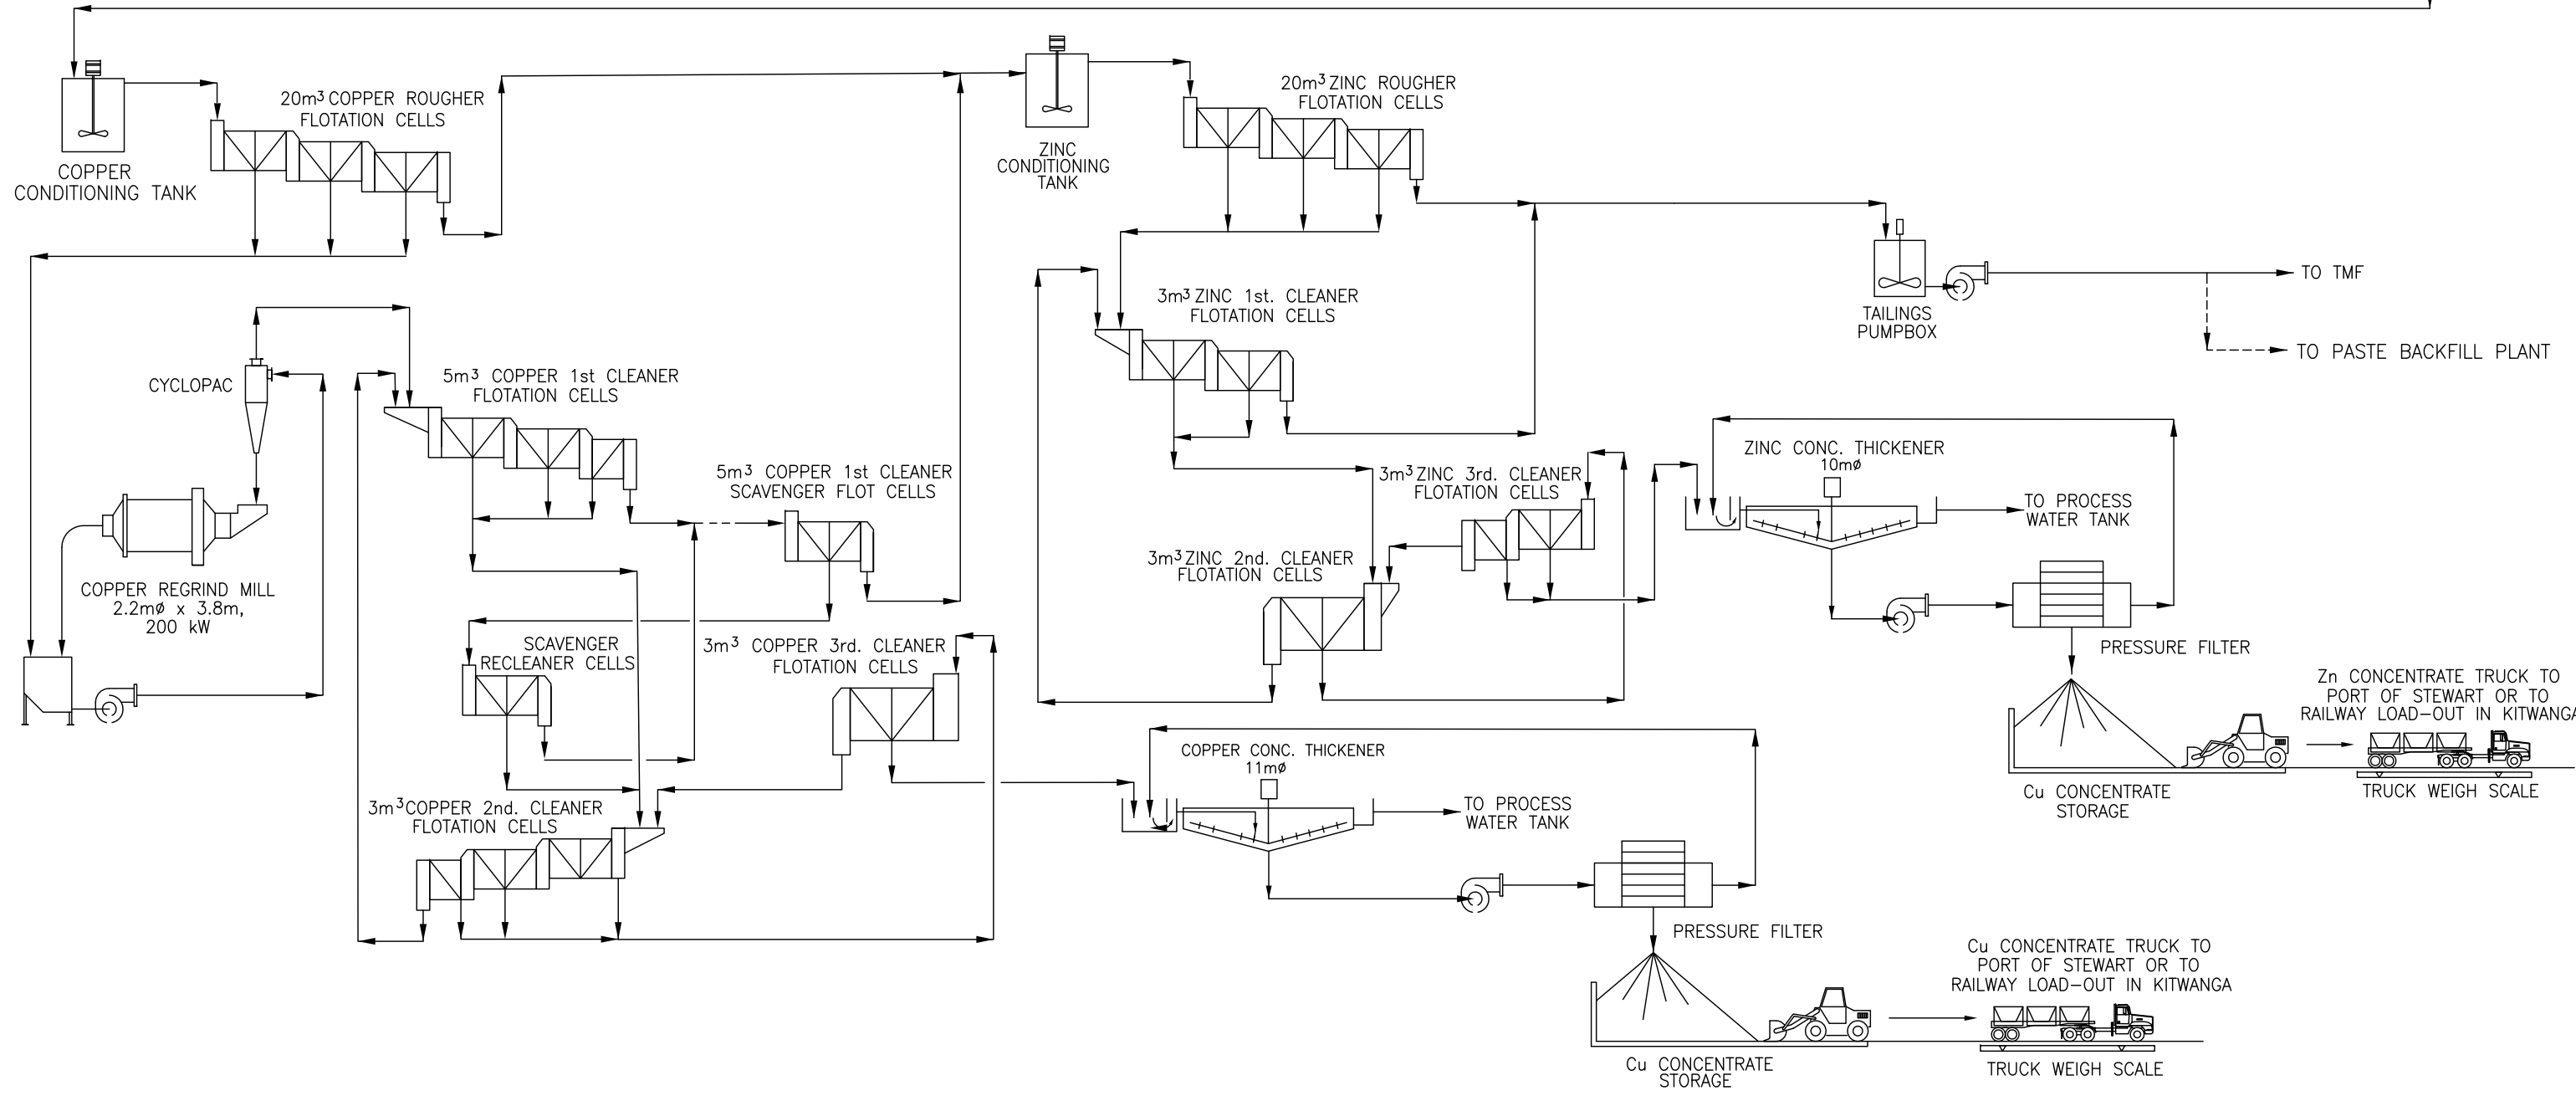 20m³ COPPER ROUGHER
FLOTATION CELLS
COPPER
CONDITIONING TANK
ZINC
CONDITIONING
TANK
20m³ ZINC ROUGHER
FLOTATION CELLS
TAILINGS
PUMPBOX
TO TMF
TO PASTE BACKFILL PLANT
3m³ ZINC 1st. CLEANER
FLOTATION CELLS
CYCLOPAC
5m³ COPPER 1st CLEANER
FLOTATION CELLS
5m³ COPPER 1st CLEANER
SCAVENGER FLOT CELLS
COPPER REGRIND MILL
2.2mø x 3.8m,
200 kW
3m³ ZINC 3rd. CLEANER
FLOTATION CELLS
ZINC CONC. THICKENER
10mø
TO PROCESS
WATER TANK
3m³ ZINC 2nd. CLEANER
FLOTATION CELLS
PRESSURE FILTER
SCAVENGER
RECLEANER CELLS
3m³ COPPER 3rd. CLEANER
FLOTATION CELLS
Zn CONCENTRATE TRUCK TO
PORT OF STEWART OR TO
RAILWAY LOAD-OUT IN KITWANGA
Cu CONCENTRATE
STORAGE
TRUCK WEIGH SCALE
COPPER CONC. THICKENER
11mø
TO PROCESS
WATER TANK
3m³ COPPER 2nd. CLEANER
FLOTATION CELLS
PRESSURE FILTER
Cu CONCENTRATE TRUCK TO
PORT OF STEWART OR TO
RAILWAY LOAD-OUT IN KITWANGA
Cu CONCENTRATE
STORAGE
TRUCK WEIGH SCALE